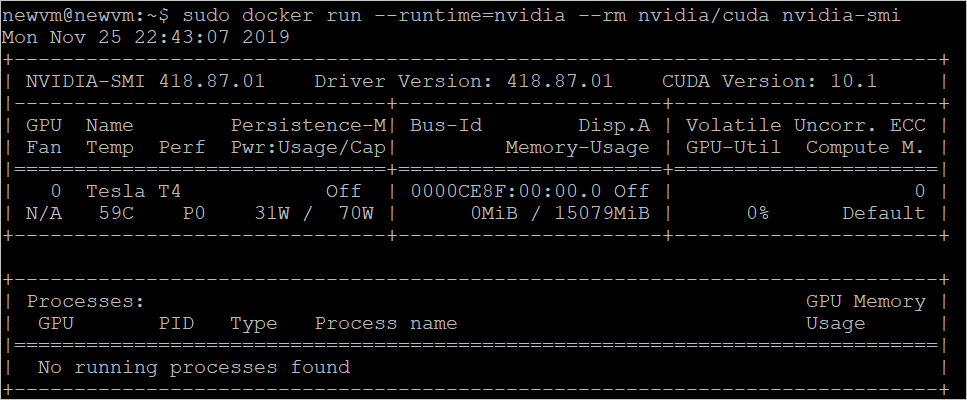 newvm@newvm:~$ sudo docker run --runtime=nvidia --rm nvidia/cuda nvidia-smi
Mon Nov 25 22:43:07 2019
+-----------------------------------------------------------------------------+
| NVIDIA-SMI 418.87.01    Driver Version: 418.87.01    CUDA Version: 10.1     |
|-------------------------------+----------------------+----------------------+
| GPU  Name        Persistence-M| Bus-Id        Disp.A | Volatile Uncorr. ECC |
| Fan  Temp  Perf  Pwr:Usage/Cap|         Memory-Usage | GPU-Util  Compute M. |
|===============================+======================+======================|
|   0  Tesla T4            Off  | 0000CE8F:00:00.0 Off |                    0 |
| N/A   59C    P0    31W /  70W |      0MiB / 15079MiB |      0%      Default |
+-------------------------------+----------------------+----------------------+

+-----------------------------------------------------------------------------+
| Processes:                                                       GPU Memory |
|  GPU       PID   Type   Process name                             Usage      |
|=============================================================================|
|  No running processes found                                                 |
+-----------------------------------------------------------------------------+